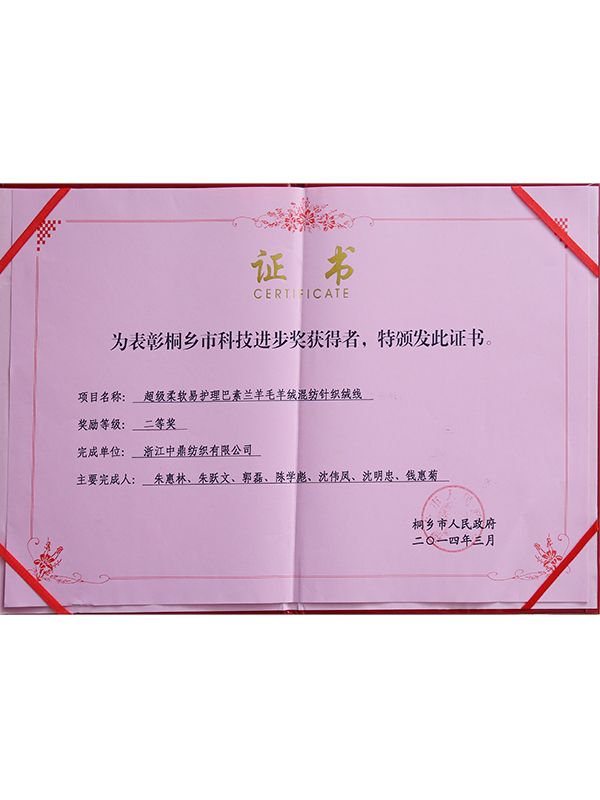 证书
CERTIFICATE
为表彰桐乡市科技进步奖获得者，特颁发此证书。
项目名称： 超级柔软易护理巴素兰羊毛羊绒混纺针织绒线
奖励等级： 二等奖
完成单位： 浙江中鼎纺织有限公司
主要完成人： 朱惠林、朱跃文、郭磊、陈学彪、沈伟凤、沈明忠、钱惠菊
桐乡市人民政府
二〇一四年三月